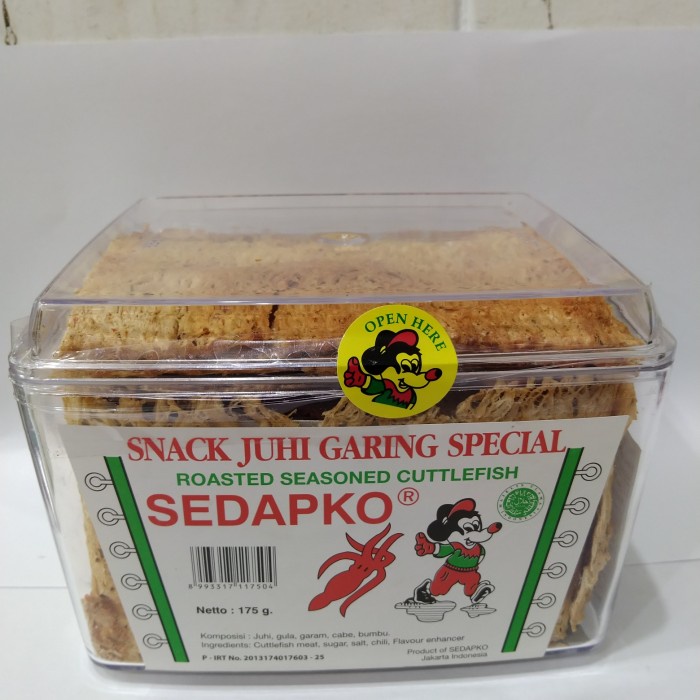 OPEN HERE
SNACK JUHI GARING SPECIAL
ROASTED SEASONED CUTTLEFISH
SEDAPKO®
8 993317 117504
Netto : 175 g.
Komposisi : Juhi, gula, garam, cabe, bumbu.
Ingredients: Cuttlefish meat, sugar, salt, chili, Flavour enhancer
P - IRT No. 2013174017603 - 25
Product of SEDAPKO
Jakarta Indonesia